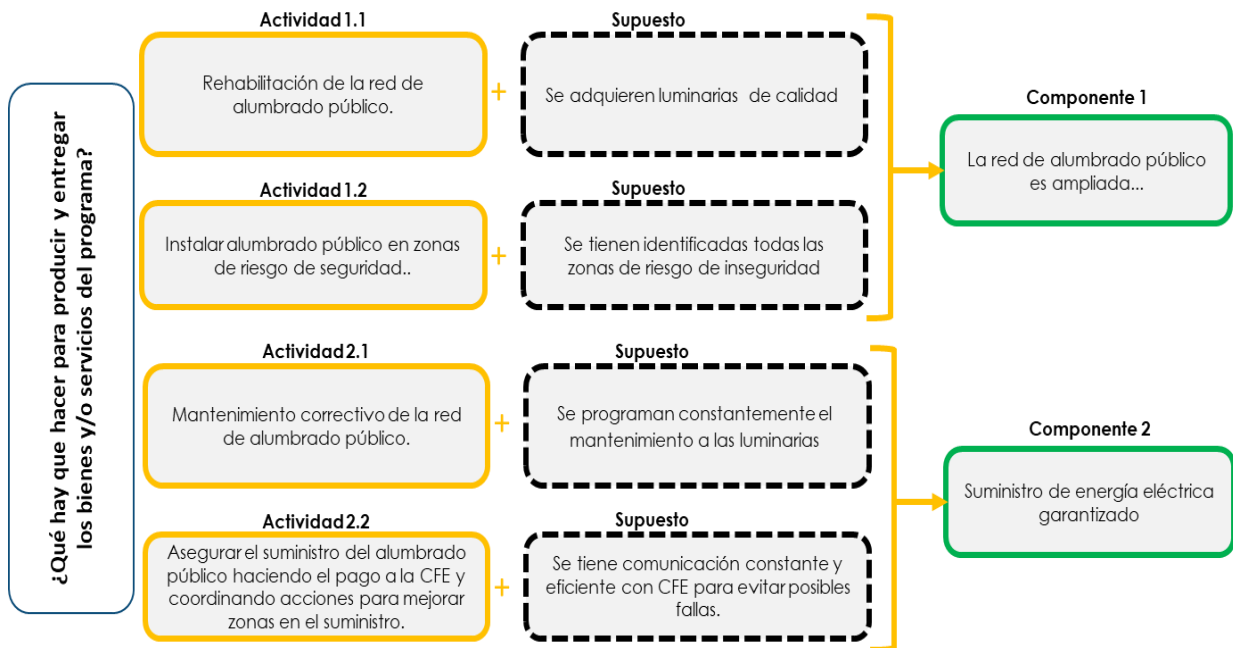 ¿Qué hay que hacer para producir y entregar
los bienes y/o servicios del programa?
Actividad 1.1
Rehabilitación de la red de
alumbrado público.
+
Supuesto
Se adquieren luminarias de calidad
Actividad 1.2
Instalar alumbrado público en zonas
de riesgo de seguridad..
+
Supuesto
Se tienen identificadas todas las
zonas de riesgo de inseguridad
Componente 1
La red de alumbrado público
es ampliada...
Actividad 2.1
Mantenimiento correctivo de la red
de alumbrado público.
+
Supuesto
Se programan constantemente el
mantenimiento a las luminarias
Actividad 2.2
Asegurar el suministro del alumbrado
público haciendo el pago a la CFE y
coordinando acciones para mejorar
zonas en el suministro.
+
Supuesto
Se tiene comunicación constante y
eficiente con CFE para evitar posibles
fallas.
Componente 2
Suministro de energía eléctrica
garantizado